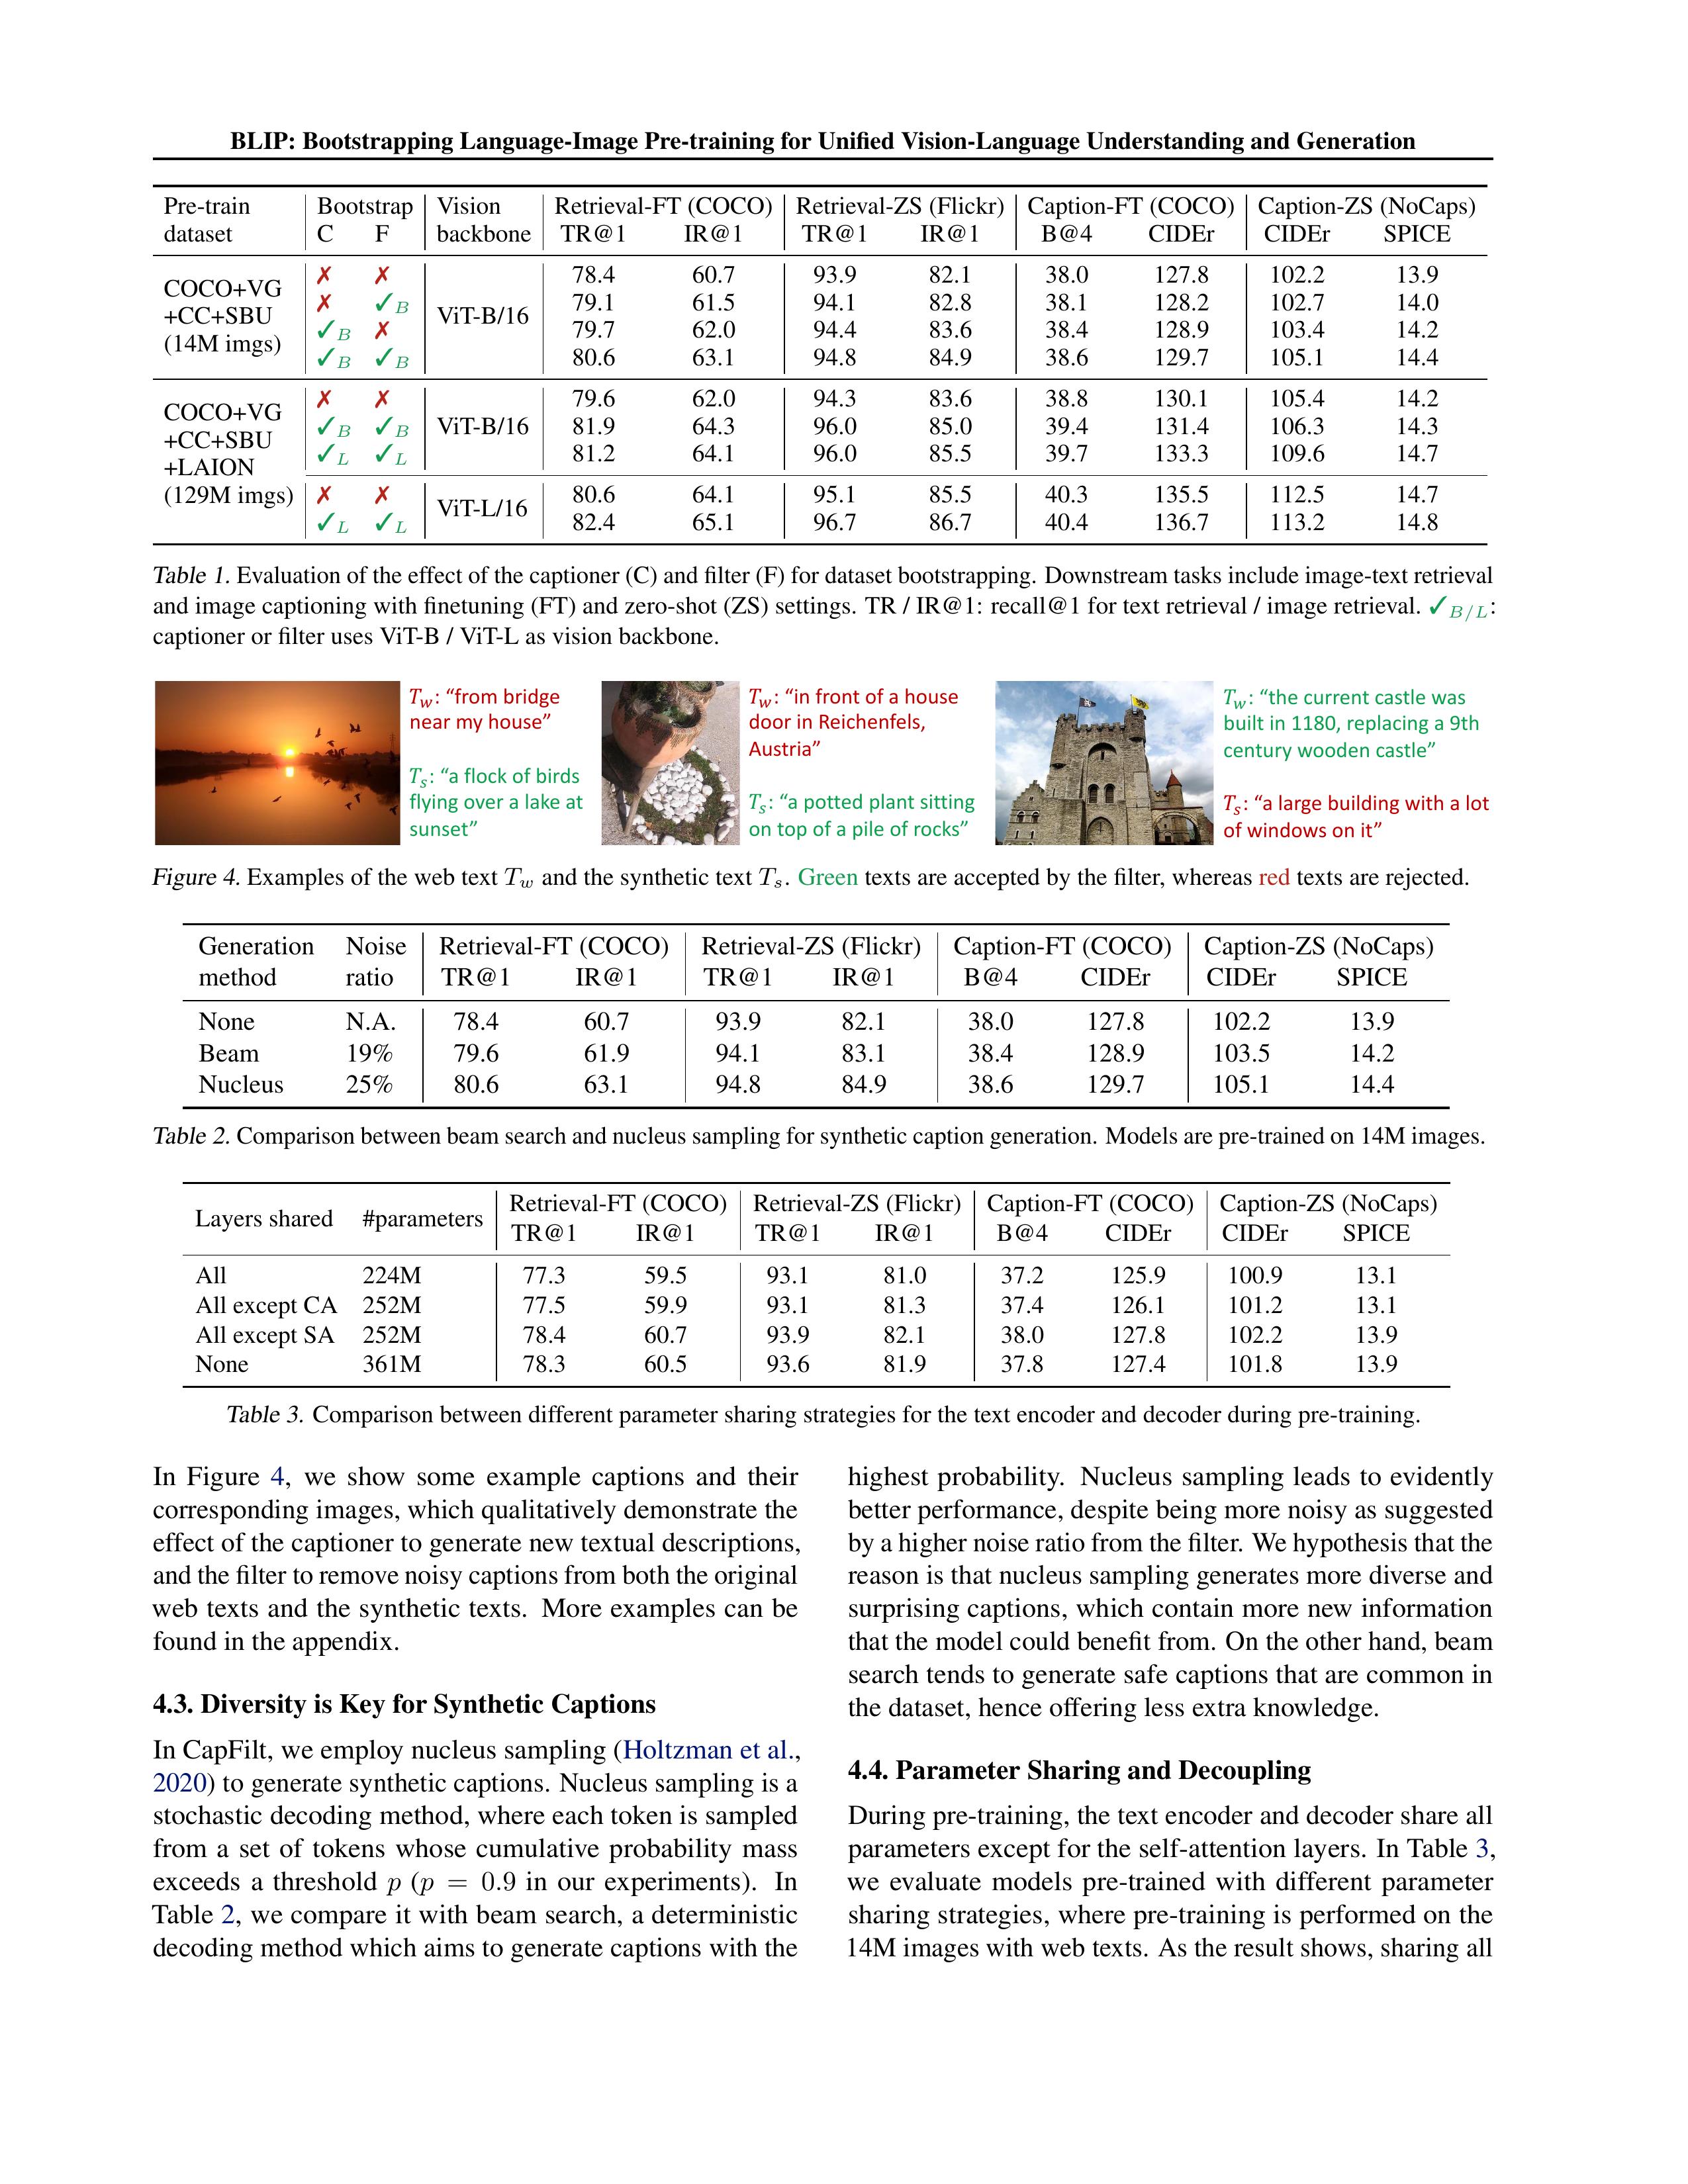 BLIP: Bootstrapping Language-Image Pre-training for Unified Vision-Language Understanding and Generation
Pre-train Bootstrap Vision Retrieval-FT (COCO) Retrieval-ZS (Flickr) Caption-FT (COCO) Caption-ZS (NoCaps)
dataset C F backbone TR@1 IR@1 TR@1 IR@1 B@4 CIDEr CIDEr SPICE
COCO+VG +CC+SBU (14M imgs) ✗ ✗ ViT-B/16 78.4 60.7 93.9 82.1 38.0 127.8 102.2 13.9
✗ ✓B 79.1 61.5 94.1 82.8 38.1 128.2 102.7 14.0
✓B ✗ 79.7 62.0 94.4 83.6 38.4 128.9 103.4 14.2
✓B ✓B 80.6 63.1 94.8 84.9 38.6 129.7 105.1 14.4
COCO+VG +CC+SBU +LAION (129M imgs) ✗ ✗ ViT-B/16 79.6 62.0 94.3 83.6 38.8 130.1 105.4 14.2
✓B ✓B 81.9 64.3 96.0 85.0 39.4 131.4 106.3 14.3
✓L ✓L 81.2 64.1 96.0 85.5 39.7 133.3 109.6 14.7
✗ ✗ ViT-L/16 80.6 64.1 95.1 85.5 40.3 135.5 112.5 14.7
✓L ✓L 82.4 65.1 96.7 86.7 40.4 136.7 113.2 14.8
Table 1. Evaluation of the effect of the captioner (C) and filter (F) for dataset bootstrapping. Downstream tasks include image-text retrieval
and image captioning with finetuning (FT) and zero-shot (ZS) settings. TR / IR@1: recall@1 for text retrieval / image retrieval. ✓B/L:
captioner or filter uses ViT-B / ViT-L as vision backbone.
Tw: “from bridge
near my house”
Ts: “a flock of birds
flying over a lake at
sunset”
Tw: “in front of a house
door in Reichenfels,
Austria”
Ts: “a potted plant sitting
on top of a pile of rocks”
Tw: “the current castle was
built in 1180, replacing a 9th
century wooden castle”
Ts: “a large building with a lot
of windows on it”
Figure 4. Examples of the web text Tw and the synthetic text Ts. Green texts are accepted by the filter, whereas red texts are rejected.
Generation Noise Retrieval-FT (COCO) Retrieval-ZS (Flickr) Caption-FT (COCO) Caption-ZS (NoCaps)
method ratio TR@1 IR@1 TR@1 IR@1 B@4 CIDEr CIDEr SPICE
None N.A. 78.4 60.7 93.9 82.1 38.0 127.8 102.2 13.9
Beam 19% 79.6 61.9 94.1 83.1 38.4 128.9 103.5 14.2
Nucleus 25% 80.6 63.1 94.8 84.9 38.6 129.7 105.1 14.4
Table 2. Comparison between beam search and nucleus sampling for synthetic caption generation. Models are pre-trained on 14M images.
Layers shared #parameters Retrieval-FT (COCO) Retrieval-ZS (Flickr) Caption-FT (COCO) Caption-ZS (NoCaps)
TR@1 IR@1 TR@1 IR@1 B@4 CIDEr CIDEr SPICE
All 224M 77.3 59.5 93.1 81.0 37.2 125.9 100.9 13.1
All except CA 252M 77.5 59.9 93.1 81.3 37.4 126.1 101.2 13.1
All except SA 252M 78.4 60.7 93.9 82.1 38.0 127.8 102.2 13.9
None 361M 78.3 60.5 93.6 81.9 37.8 127.4 101.8 13.9
Table 3. Comparison between different parameter sharing strategies for the text encoder and decoder during pre-training.
In Figure 4, we show some example captions and their
corresponding images, which qualitatively demonstrate the
effect of the captioner to generate new textual descriptions,
and the filter to remove noisy captions from both the original
web texts and the synthetic texts. More examples can be
found in the appendix.
4.3. Diversity is Key for Synthetic Captions
In CapFilt, we employ nucleus sampling (Holtzman et al.,
2020) to generate synthetic captions. Nucleus sampling is a
stochastic decoding method, where each token is sampled
from a set of tokens whose cumulative probability mass
exceeds a threshold p (p = 0.9 in our experiments). In
Table 2, we compare it with beam search, a deterministic
decoding method which aims to generate captions with the
highest probability. Nucleus sampling leads to evidently
better performance, despite being more noisy as suggested
by a higher noise ratio from the filter. We hypothesis that the
reason is that nucleus sampling generates more diverse and
surprising captions, which contain more new information
that the model could benefit from. On the other hand, beam
search tends to generate safe captions that are common in
the dataset, hence offering less extra knowledge.
4.4. Parameter Sharing and Decoupling
During pre-training, the text encoder and decoder share all
parameters except for the self-attention layers. In Table 3,
we evaluate models pre-trained with different parameter
sharing strategies, where pre-training is performed on the
14M images with web texts. As the result shows, sharing all